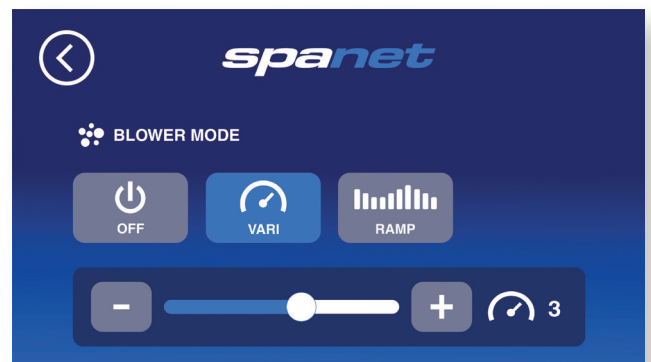 spanet
BLOWER MODE
OFF VARI RAMP
- + 3